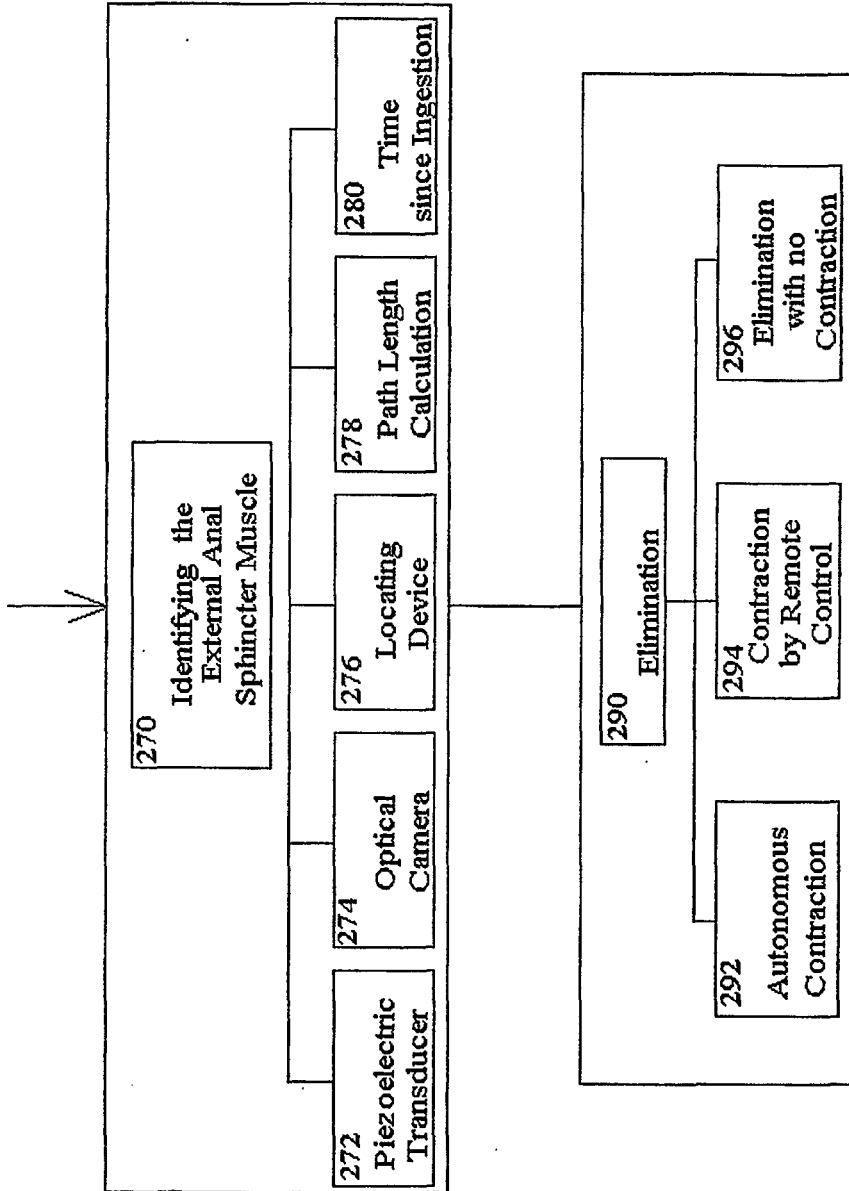 270
Identifying the
External Anal
Sphincter Muscle
272
Piezoelectric
Transducer
274
Optical
Camera
276
Locating
Device
278
Path Length
Calculation
280
Time
since Ingestion
290
Elimination
292
Autonomous
Contraction
294
Contraction
by Remote
Control
296
Elimination
with no
Contraction